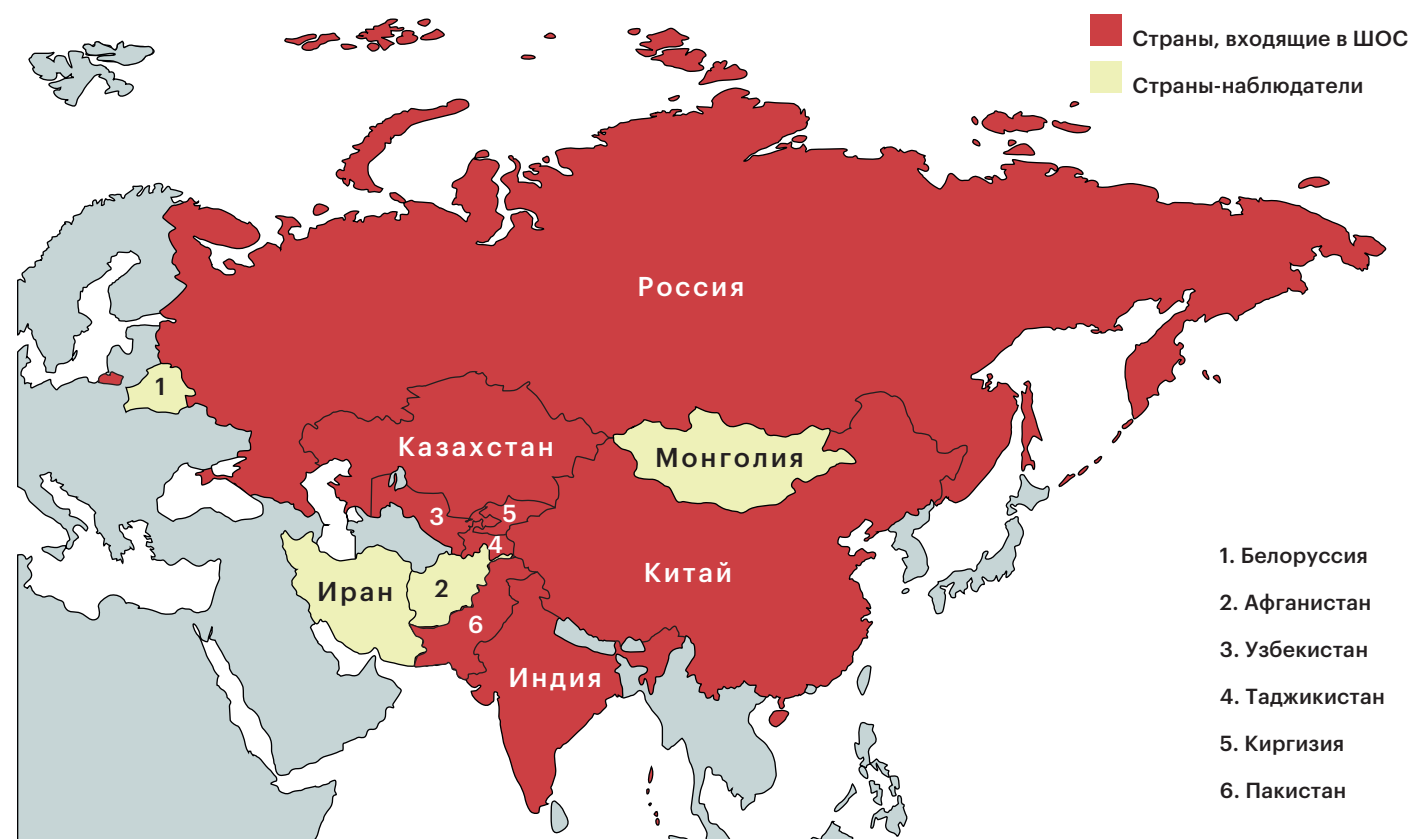 Страны, входящие в ШОС
Страны-наблюдатели
Россия
1
Казахстан
Монголия
3
5
4
Китай
Иран
2
6
Индия
1. Белоруссия
2. Афганистан
3. Узбекистан
4. Таджикистан
5. Киргизия
6. Пакистан